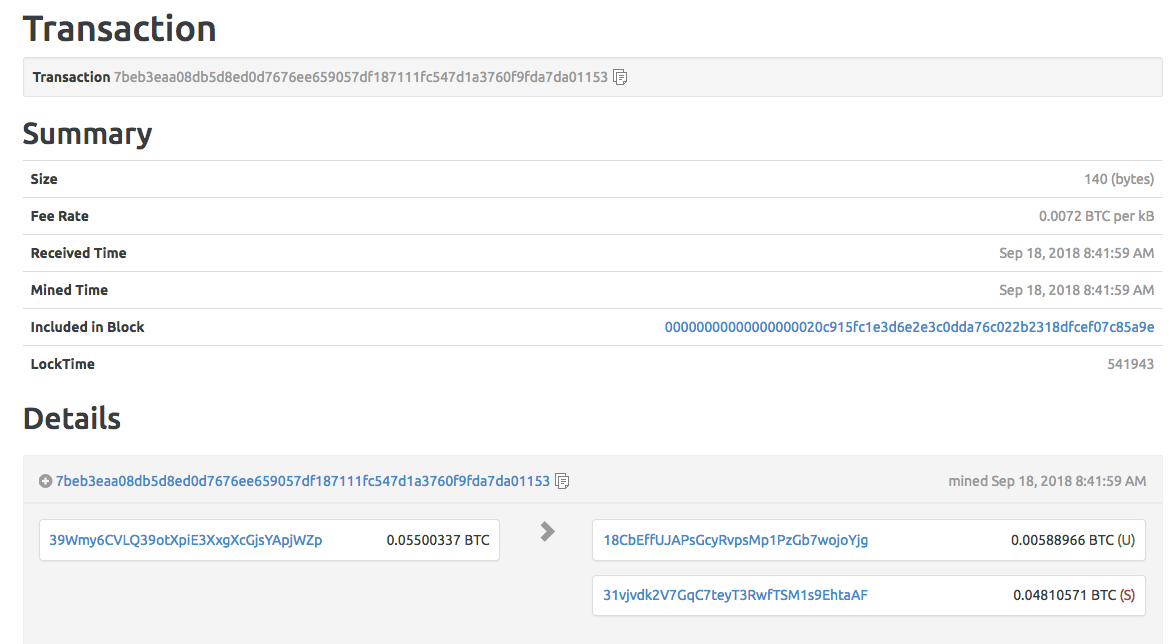 Transaction
Transaction 7beb3eaa08db5d8ed0d7676ee659057df187111fc547d1a3760f9fda7da01153
Summary
Size 140 (bytes)
Fee Rate 0.0072 BTC per kB
Received Time Sep 18, 2018 8:41:59 AM
Mined Time Sep 18, 2018 8:41:59 AM
Included in Block 00000000000000000020c915fc1e3d6e2e3c0dda76c022b2318dfcef07c85a9e
LockTime 541943
Details
7beb3eaa08db5d8ed0d7676ee659057df187111fc547d1a3760f9fda7da01153 mined Sep 18, 2018 8:41:59 AM
39Wmy6CVLQ39otXpiE3XxgXcGjsYApjWZp 0.05500337 BTC
18CbEffUJAPsGcyRvpsMp1PzGb7wojoYjg 0.00588966 BTC (U)
31vjvdk2V7GqC7teyT3RwfTSM1s9EhtaAF 0.04810571 BTC (S)